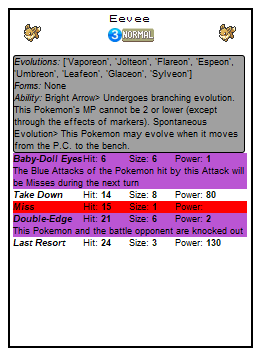 Eevee
3 NORMAL
Evolutions: ['Vaporeon', 'Jolteon', 'Flareon', 'Espeon',
'Umbreon', 'Leafeon', 'Glaceon', 'Sylveon']
Forms: None
Ability: Bright Arrow> Undergoes branching evolution.
This Pokemon's MP cannot be 2 or lower (except
through the effects of markers). Spontaneous
Evolution> This Pokemon may evolve when it moves
from the P.C. to the bench.
Baby-Doll Eyes Hit: 6 Size: 6 Power: 1
The Blue Attacks of the Pokemon hit by this Attack will
be Misses during the next turn
Take Down Hit: 14 Size: 8 Power: 80
Miss Hit: 15 Size: 1 Power:
Double-Edge Hit: 21 Size: 6 Power: 2
This Pokemon and the battle opponent are knocked out
Last Resort Hit: 24 Size: 3 Power: 130